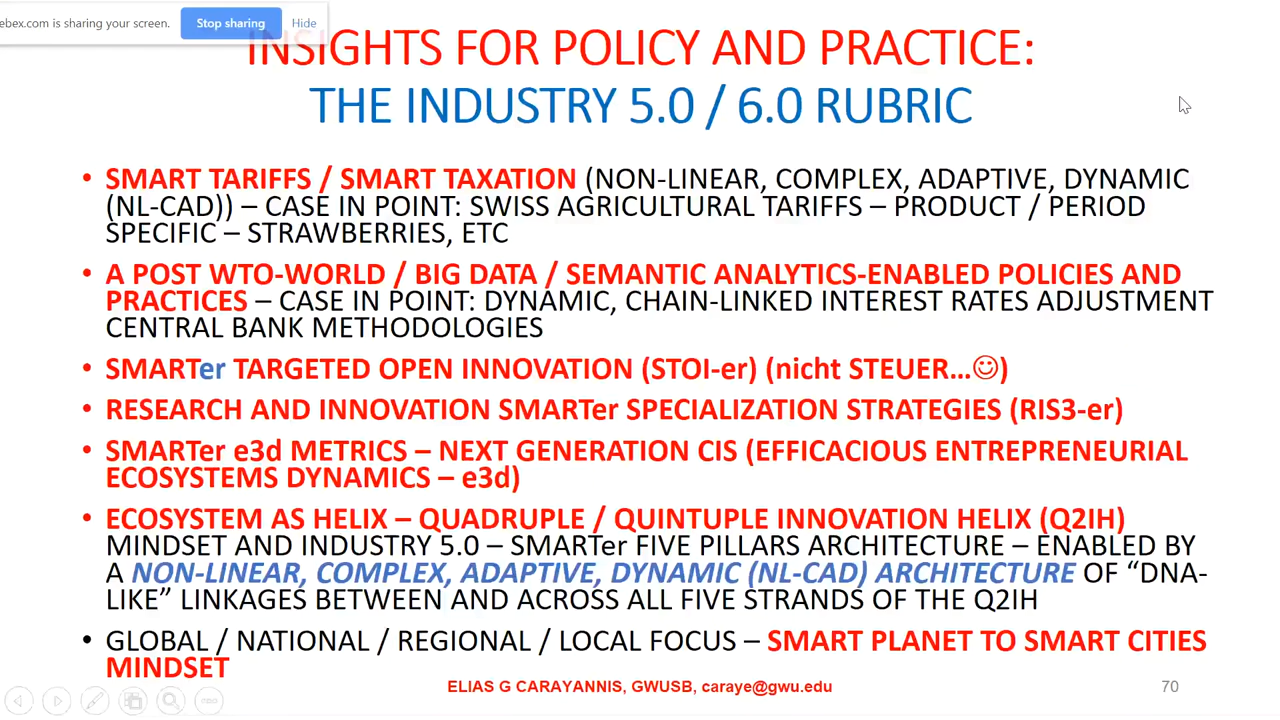 ebex.com is sharing your screen. Stop sharing Hide
INSIGHTS FOR POLICY AND PRACTICE:
THE INDUSTRY 5.0 / 6.0 RUBRIC
• SMART TARIFFS / SMART TAXATION (NON-LINEAR, COMPLEX, ADAPTIVE, DYNAMIC
(NL-CAD)) – CASE IN POINT: SWISS AGRICULTURAL TARIFFS – PRODUCT / PERIOD
SPECIFIC – STRAWBERRIES, ETC
• A POST WTO-WORLD / BIG DATA / SEMANTIC ANALYTICS-ENABLED POLICIES AND
PRACTICES – CASE IN POINT: DYNAMIC, CHAIN-LINKED INTEREST RATES ADJUSTMENT
CENTRAL BANK METHODOLOGIES
• SMARTer TARGETED OPEN INNOVATION (STOI-er) (nicht STEUER...☺)
• RESEARCH AND INNOVATION SMARTer SPECIALIZATION STRATEGIES (RIS3-er)
• SMARTer e3d METRICS – NEXT GENERATION CIS (EFFICACIOUS ENTREPRENEURIAL
ECOSYSTEMS DYNAMICS – e3d)
• ECOSYSTEM AS HELIX – QUADRUPLE / QUINTUPLE INNOVATION HELIX (Q2IH)
MINDSET AND INDUSTRY 5.0 – SMARTer FIVE PILLARS ARCHITECTURE – ENABLED BY
A NON-LINEAR, COMPLEX, ADAPTIVE, DYNAMIC (NL-CAD) ARCHITECTURE OF “DNA-
LIKE” LINKAGES BETWEEN AND ACROSS ALL FIVE STRANDS OF THE Q2IH
• GLOBAL / NATIONAL / REGIONAL / LOCAL FOCUS – SMART PLANET TO SMART CITIES
MINDSET
ELIAS G CARAYANNIS, GWUSB, caraye@gwu.edu
70